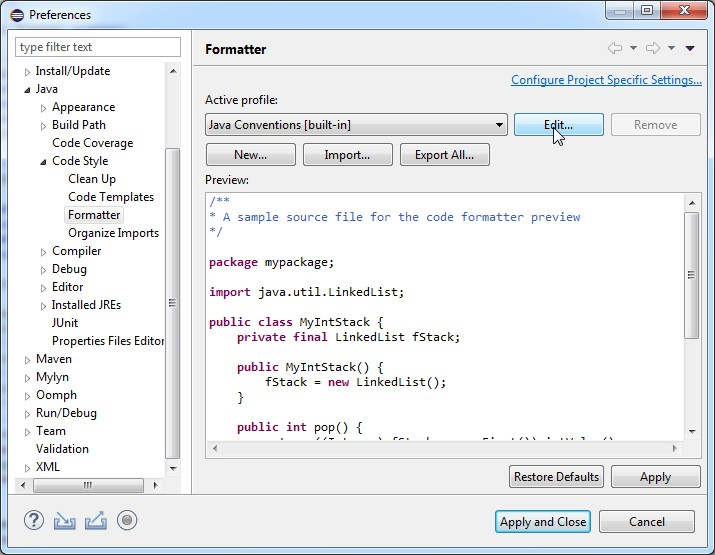 Preferences
type filter text
Install/Update
Java
Appearance
Build Path
Code Coverage
Code Style
Clean Up
Code Templates
Formatter
Organize Imports
Compiler
Debug
Editor
Installed JREs
JUnit
Properties Files Editor
Maven
Mylyn
Oomph
Run/Debug
Team
Validation
XML
Formatter
Configure Project Specific Settings...
Active profile:
Java Conventions [built-in]
Edit...
Remove
New...
Import...
Export All...
Preview:
/**
* A sample source file for the code formatter preview
*/
package mypackage;
import java.util.LinkedList;
public class MyIntStack {
private final LinkedList fStack;
public MyIntStack() {
fStack = new LinkedList();
}
public int pop() {
Restore Defaults
Apply
Apply and Close
Cancel